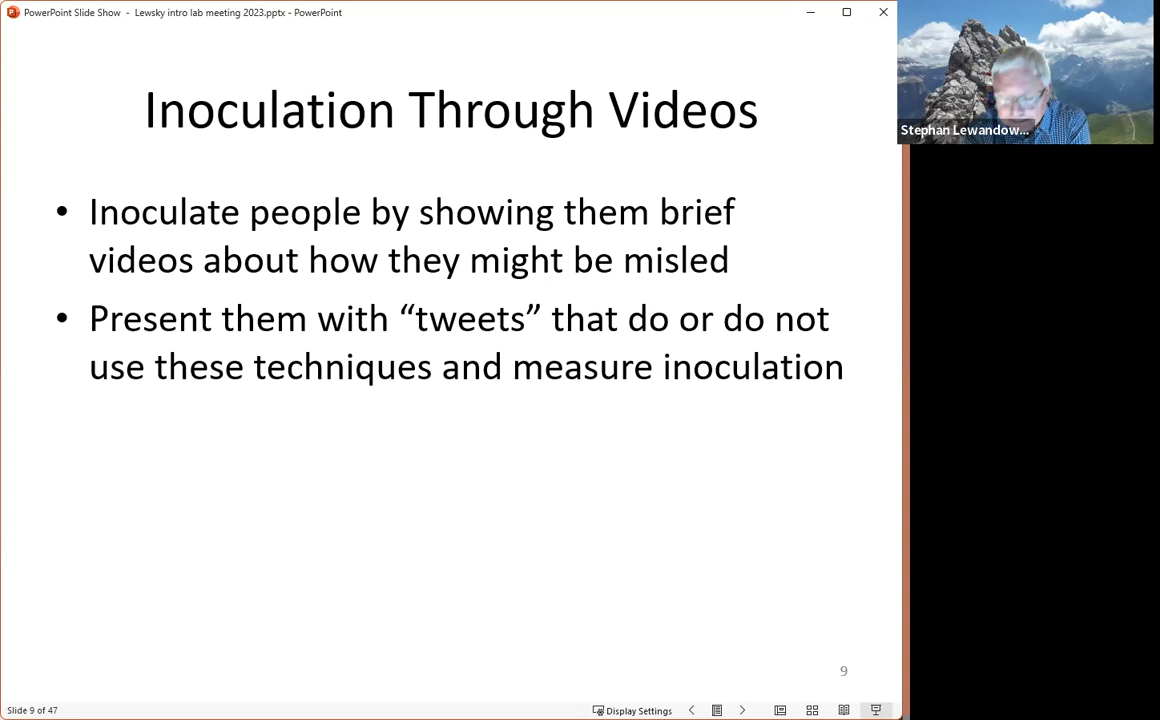 PowerPoint Slide Show - Lewsky intro lab meeting 2023.pptx - PowerPoint
Stephan Lewandow...
Inoculation Through Videos
• Inoculate people by showing them brief
videos about how they might be misled
• Present them with “tweets” that do or do not
use these techniques and measure inoculation
9
Slide 9 of 47
Display Settings